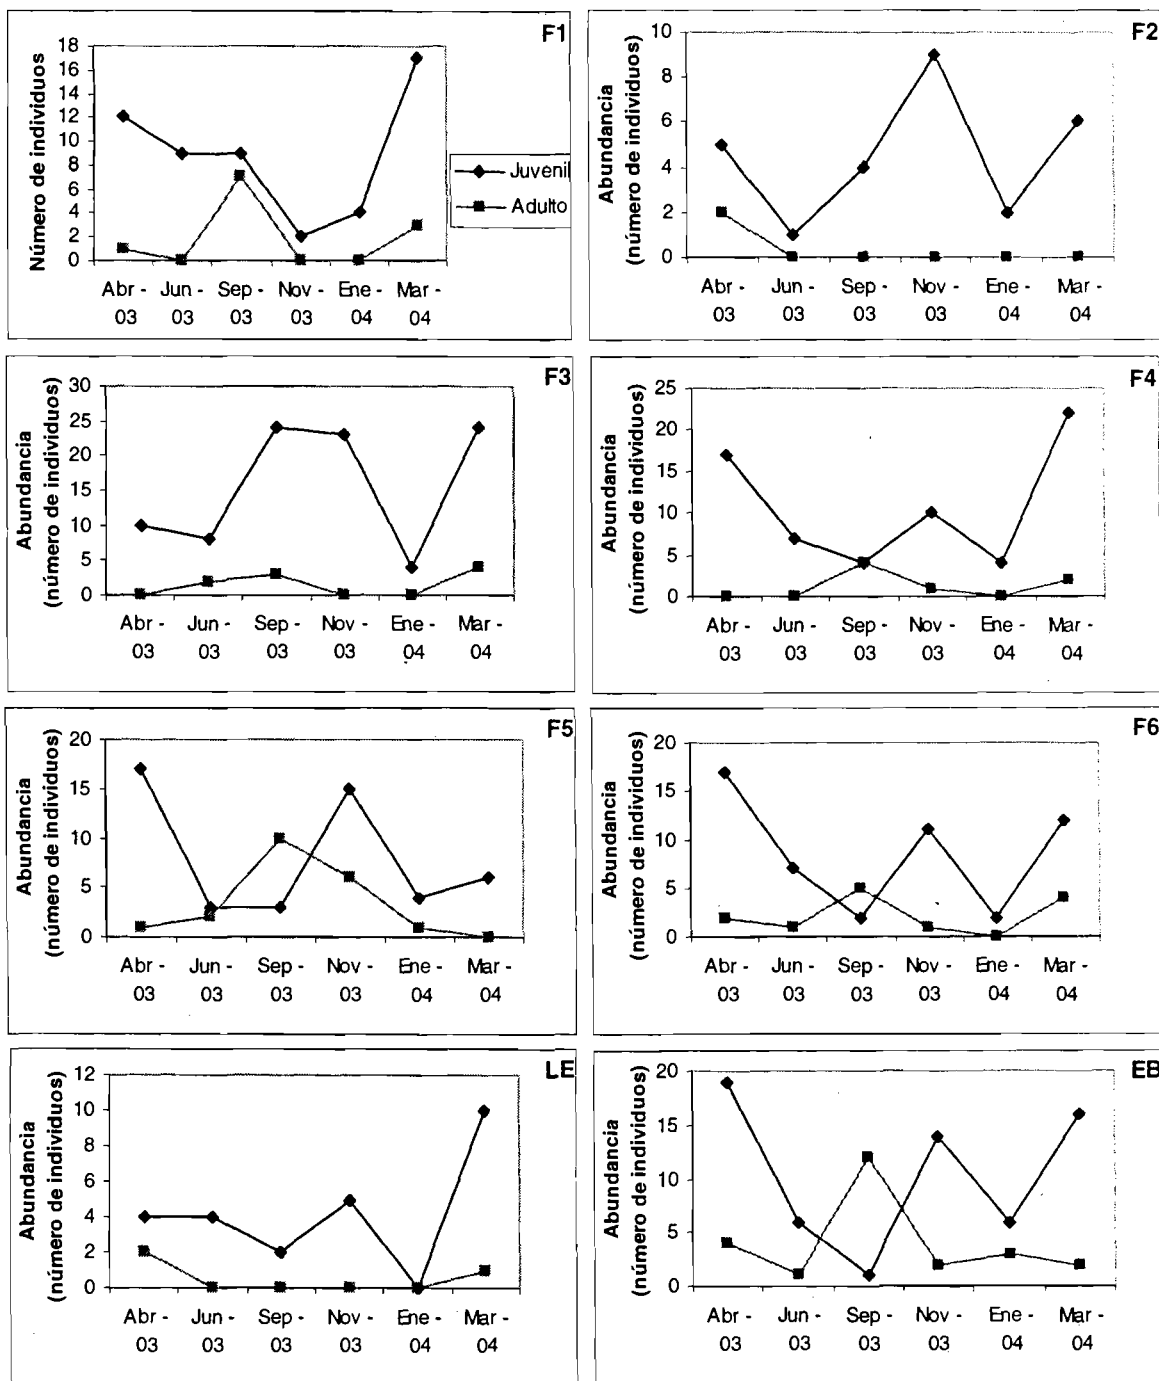 F1
Número de individuos
18
16
14
12
10
8
6
4
2
0
Abr - Jun - Sep - Nov - Ene - Mar -
03 03 03 03 04 04
Juvenil
Adulto
F2
Abundancia
(número de individuos)
10
8
6
4
2
0
Abr - Jun - Sep - Nov - Ene - Mar -
03 03 03 03 04 04
F3
Abundancia
(número de individuos)
30
25
20
15
10
5
0
Abr - Jun - Sep - Nov - Ene - Mar -
03 03 03 03 04 04
F4
Abundancia
(número de individuos)
25
20
15
10
5
0
Abr - Jun - Sep - Nov - Ene - Mar -
03 03 03 03 04 04
F5
Abundancia
(número de individuos)
20
15
10
5
0
Abr - Jun - Sep - Nov - Ene - Mar -
03 03 03 03 04 04
F6
Abundancia
(número de individuos)
20
15
10
5
0
Abr - Jun - Sep - Nov - Ene - Mar -
03 03 03 03 04 04
LE
Abundancia
(número de individuos)
12
10
8
6
4
2
0
Abr - Jun - Sep - Nov - Ene - Mar -
03 03 03 03 04 04
EB
Abundancia
(número de individuos)
20
15
10
5
0
Abr - Jun - Sep - Nov - Ene - Mar -
03 03 03 03 04 04